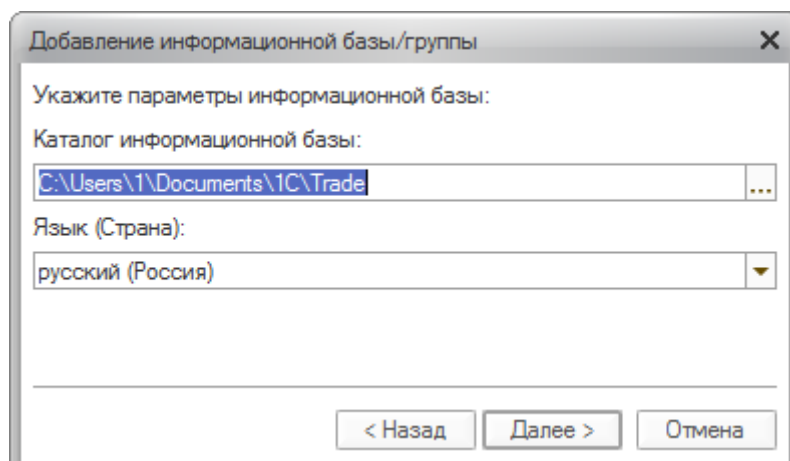 Добавление информационной базы/группы
Укажите параметры информационной базы:
Каталог информационной базы:
C:\Users\1\Documents\1C\Trade
...
Язык (Страна):
русский (Россия)
< Назад
Далее >
Отмена